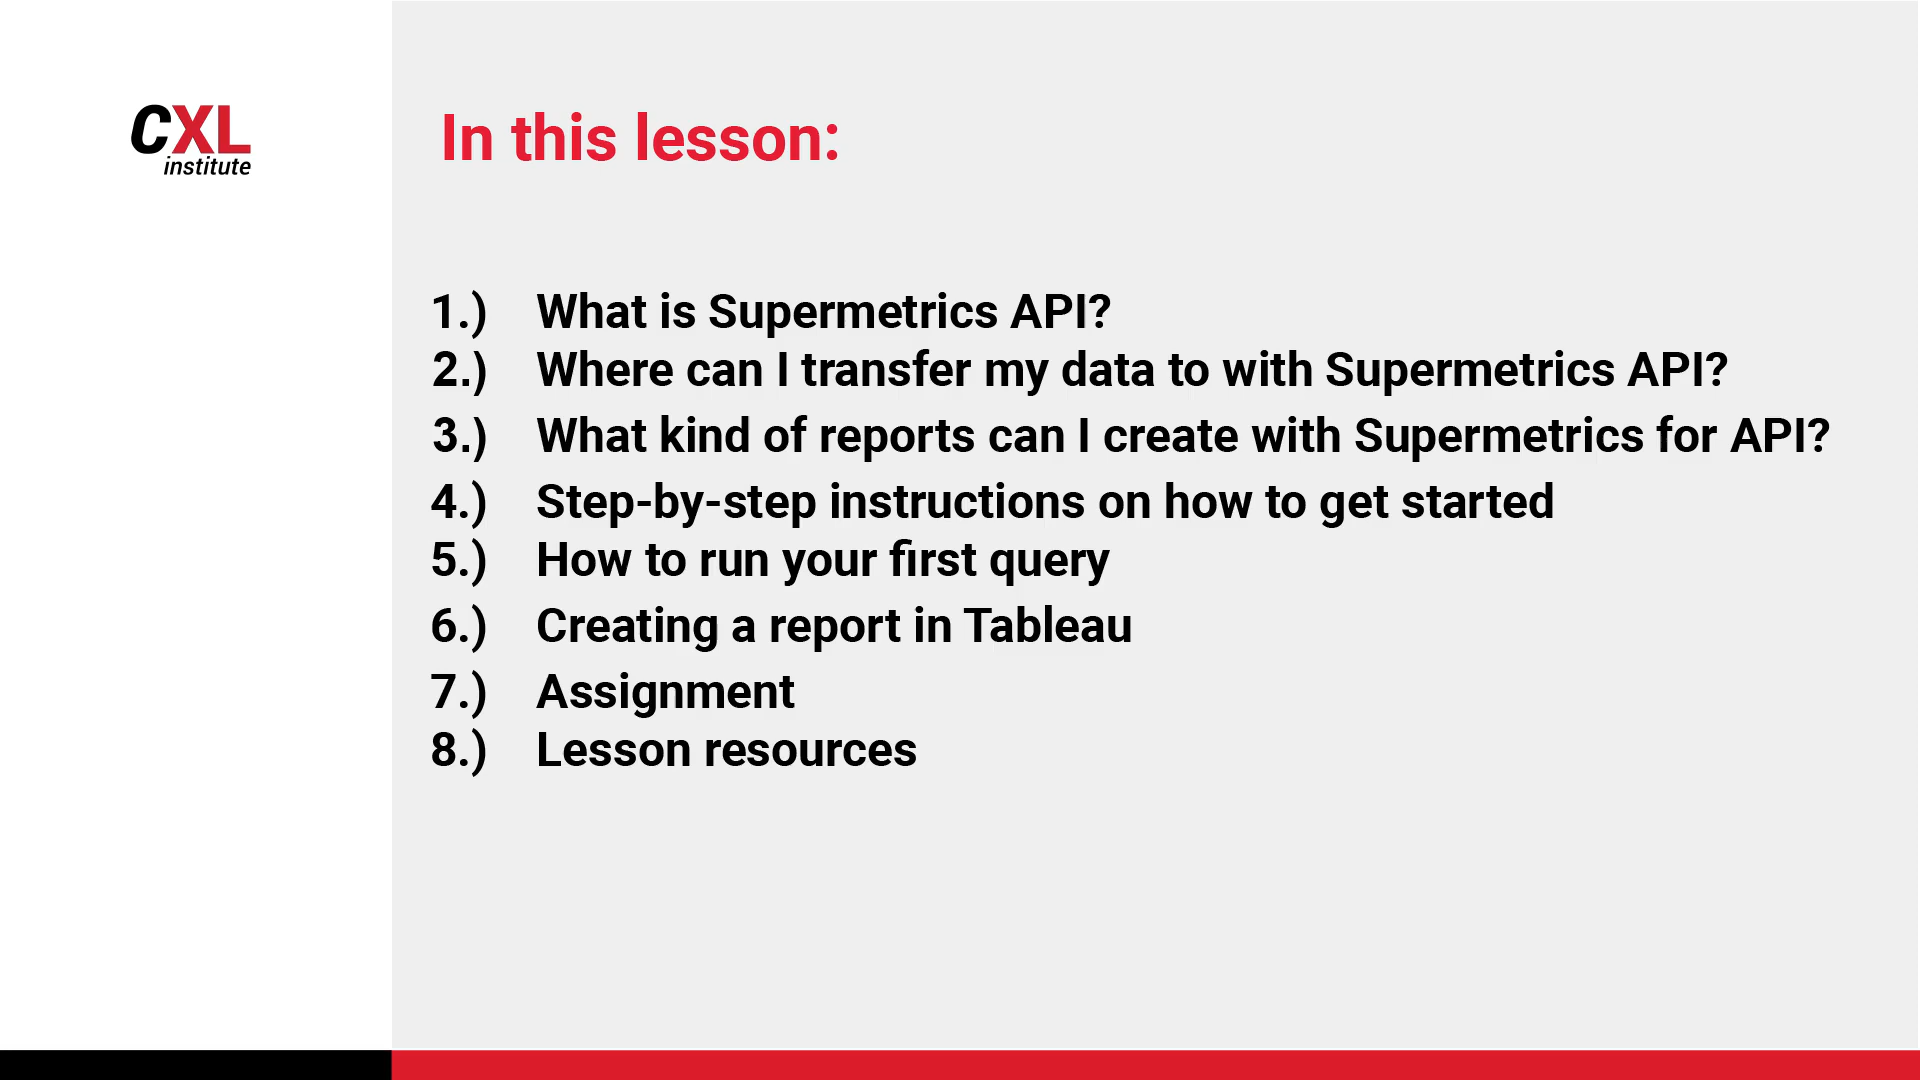 CXL
institute
In this lesson:
1.) What is Supermetrics API?
2.) Where can I transfer my data to with Supermetrics API?
3.) What kind of reports can I create with Supermetrics for API?
4.) Step-by-step instructions on how to get started
5.) How to run your first query
6.) Creating a report in Tableau
7.) Assignment
8.) Lesson resources